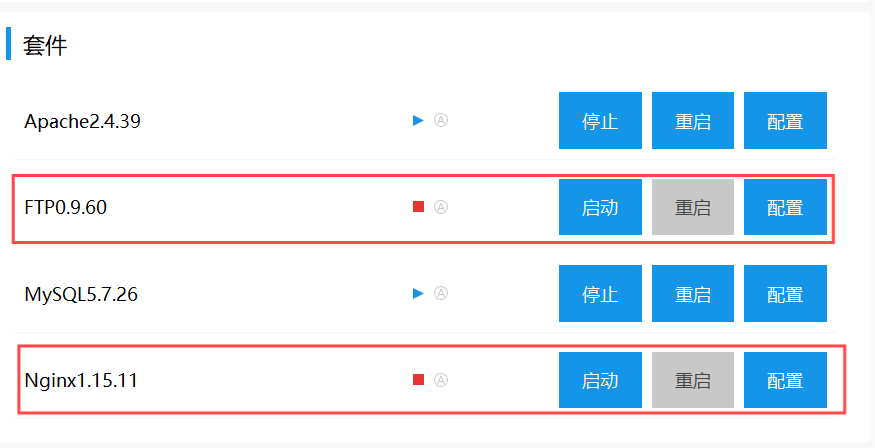 套件
Apache2.4.39 Ⓐ 停止 重启 配置
FTP0.9.60 Ⓐ 启动 重启 配置
MySQL5.7.26 Ⓐ 停止 重启 配置
Nginx1.15.11 Ⓐ 启动 重启 配置